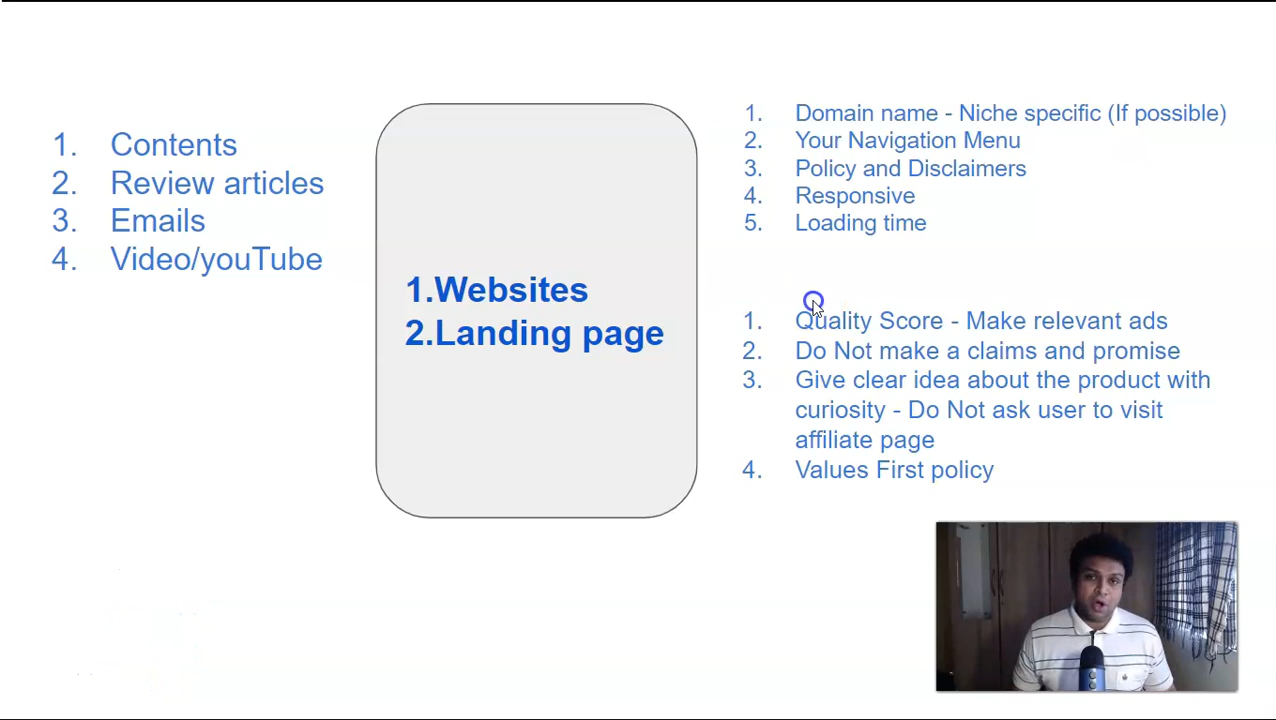 1. Contents
2. Review articles
3. Emails
4. Video/youTube
1.Websites
2.Landing page
1. Domain name - Niche specific (If possible)
2. Your Navigation Menu
3. Policy and Disclaimers
4. Responsive
5. Loading time
1. Quality Score - Make relevant ads
2. Do Not make a claims and promise
3. Give clear idea about the product with
curiosity - Do Not ask user to visit
affiliate page
4. Values First policy